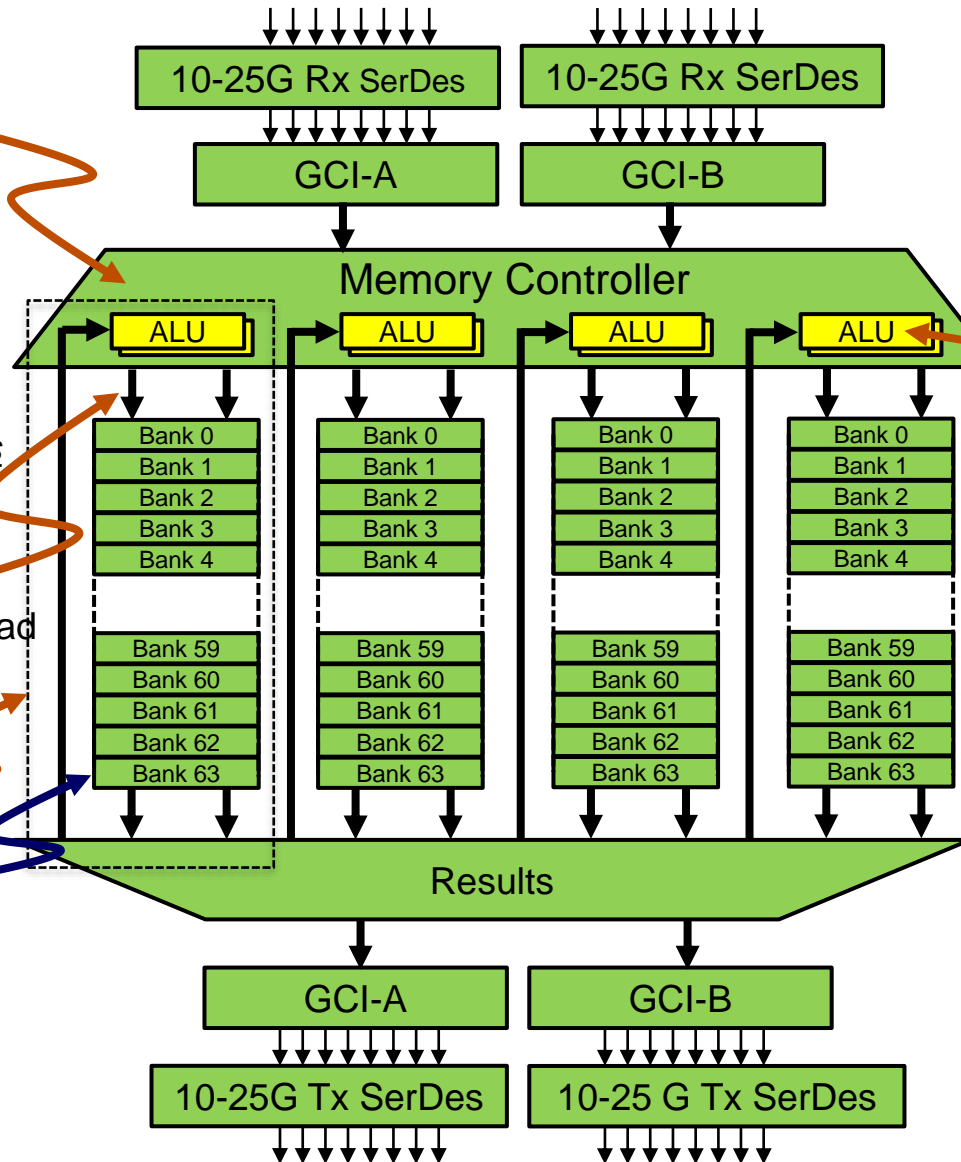 10-25G Rx SerDes 10-25G Rx SerDes
GCI-A GCI-B
Memory Controller
ALU ALU ALU ALU
Bank 0 Bank 0 Bank 0 Bank 0
Bank 1 Bank 1 Bank 1 Bank 1
Bank 2 Bank 2 Bank 2 Bank 2
Bank 3 Bank 3 Bank 3 Bank 3
Bank 4 Bank 4 Bank 4 Bank 4
ad
Bank 59 Bank 59 Bank 59 Bank 59
Bank 60 Bank 60 Bank 60 Bank 60
Bank 61 Bank 61 Bank 61 Bank 61
Bank 62 Bank 62 Bank 62 Bank 62
Bank 63 Bank 63 Bank 63 Bank 63
Results
GCI-A GCI-B
10-25G Tx SerDes 10-25 G Tx SerDes